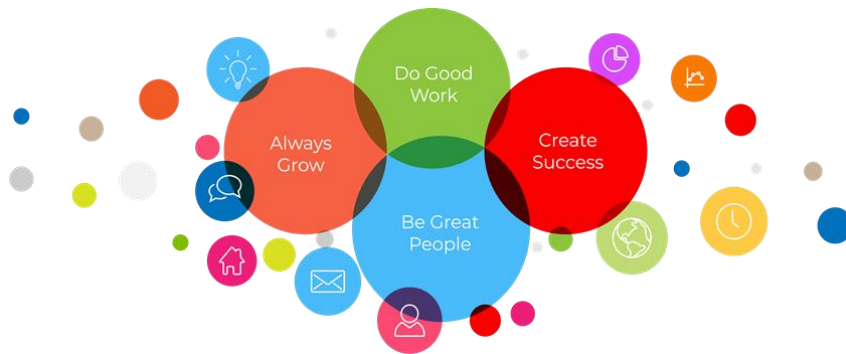 Do Good
Work
Always
Grow
Create
Success
Be Great
People